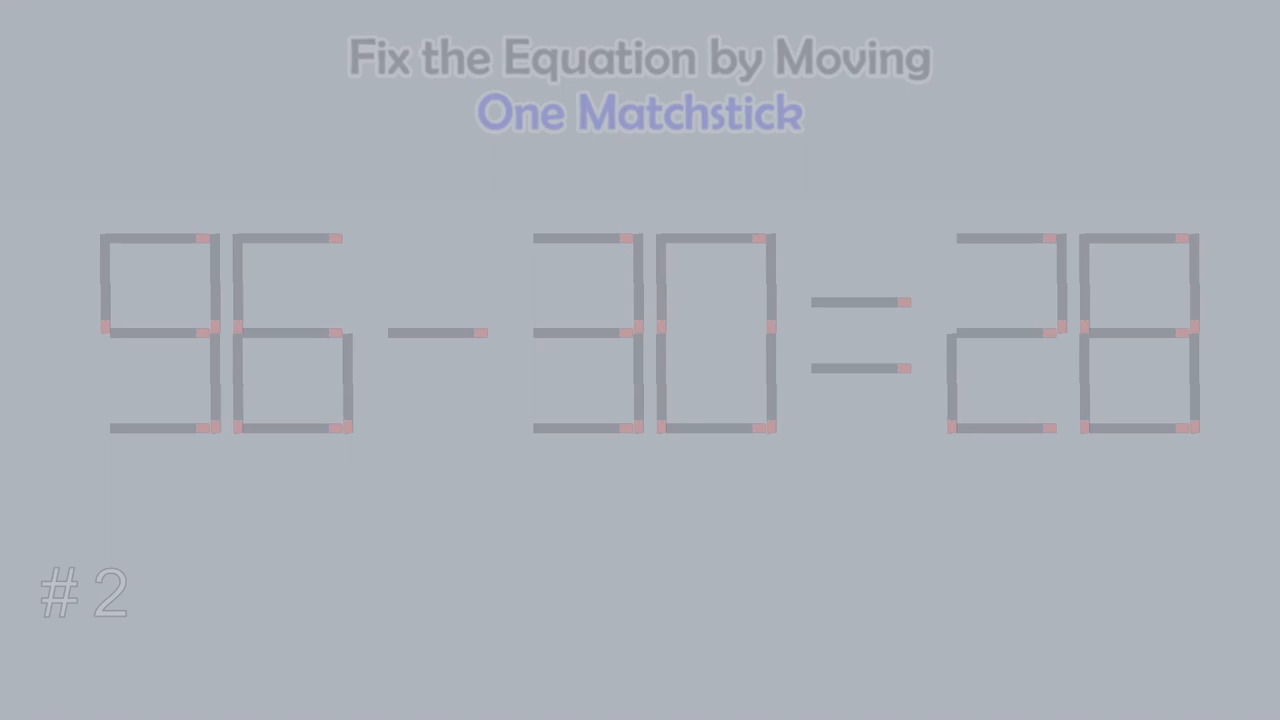 Fix the Equation by Moving
One Matchstick
96-30=28
#2